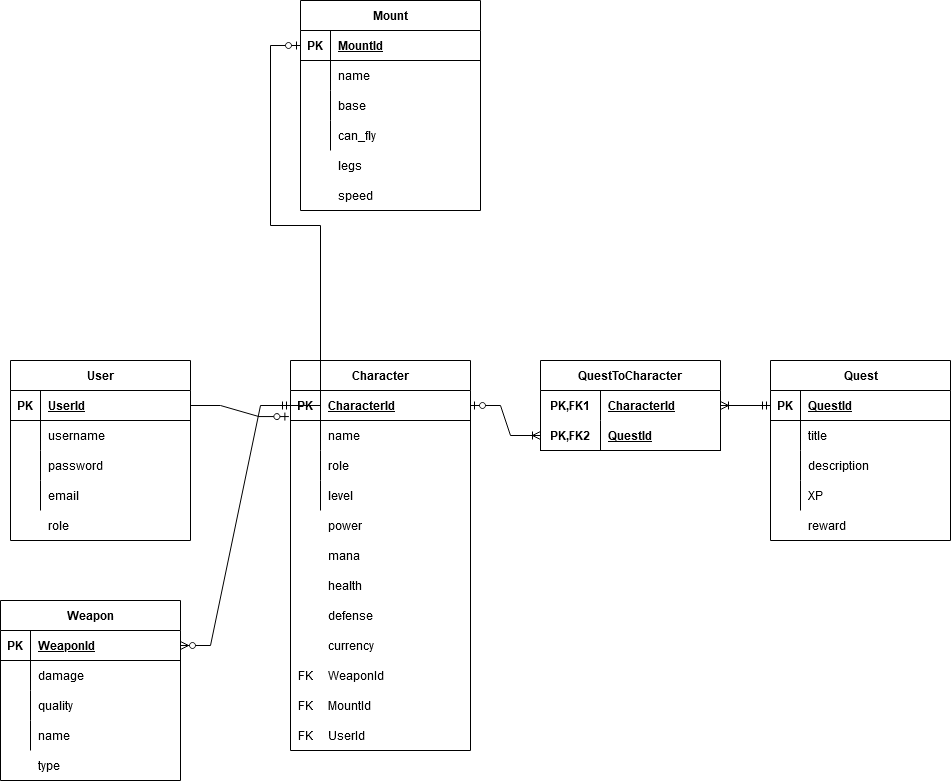 Mount
PK MountId
name
base
can_fly
legs
speed
User
PK UserId
username
password
email
role
Character
PK CharacterId
name
role
level
power
mana
health
defense
currency
FK WeaponId
FK MountId
FK UserId
QuestToCharacter
PK,FK1 CharacterId
PK,FK2 QuestId
Quest
PK QuestId
title
description
XP
reward
Weapon
PK WeaponId
damage
quality
name
type